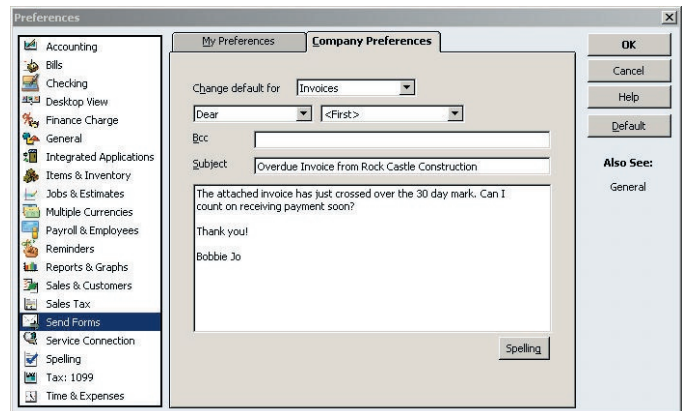 Preferences
Accounting
Bills
Checking
Desktop View
Finance Charge
General
Integrated Applications
Items & Inventory
Jobs & Estimates
Multiple Currencies
Payroll & Employees
Reminders
Reports & Graphs
Sales & Customers
Sales Tax
Send Forms
Service Connection
Spelling
Tax: 1099
Time & Expenses
My Preferences
Company Preferences
Change default for Invoices
Dear <First>
Bcc
Subject Overdue Invoice from Rock Castle Construction
The attached invoice has just crossed over the 30 day mark. Can I
count on receiving payment soon?
Thank you!
Bobbie Jo
Spelling
OK
Cancel
Help
Default
Also See:
General